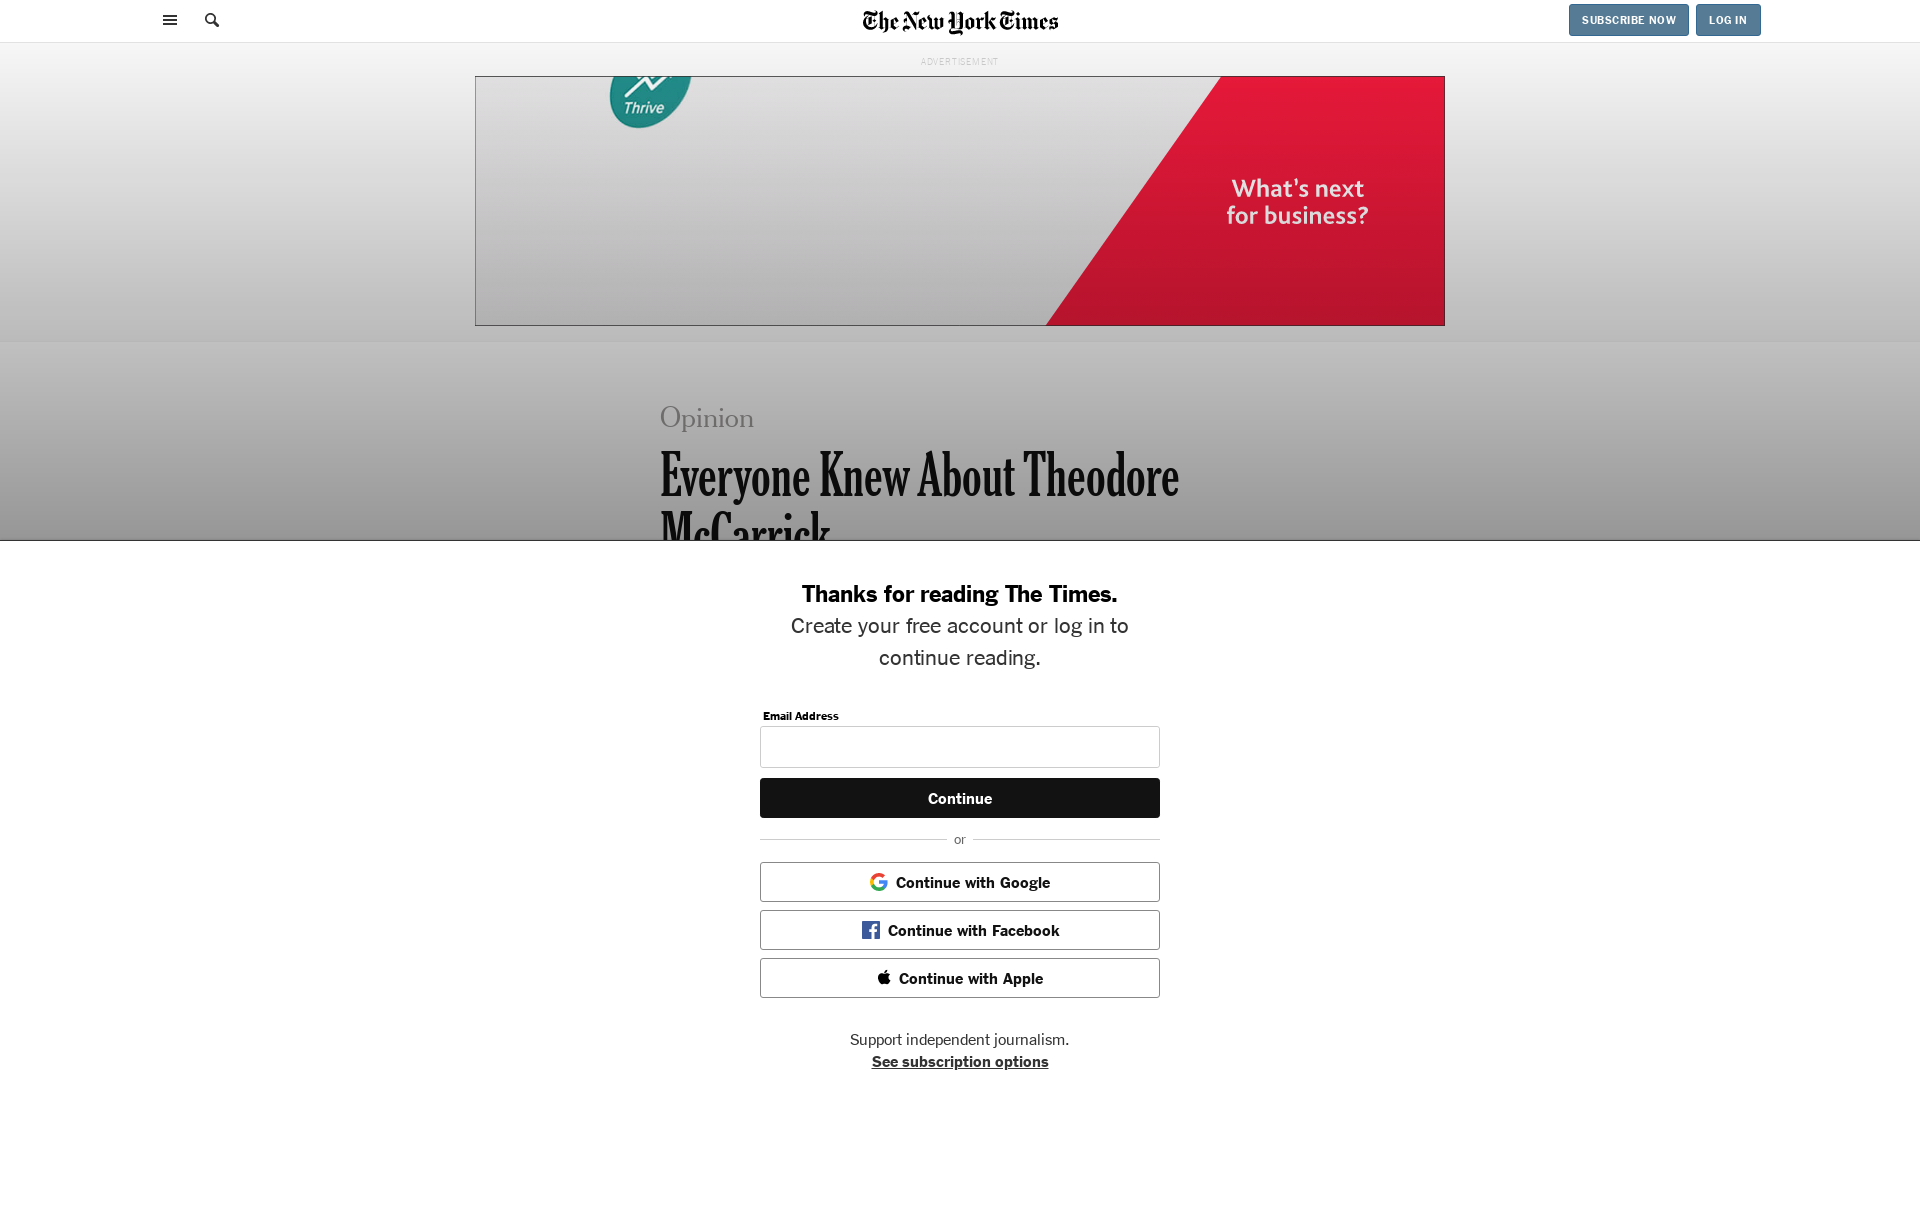 The New York Times
SUBSCRIBE NOW
LOG IN
ADVERTISEMENT
Thrive
What's next
for business?
Opinion
Everyone Knew About Theodore
McCarrick
Thanks for reading The Times.
Create your free account or log in to
continue reading.
Email Address
Continue
or
Continue with Google
Continue with Facebook
Continue with Apple
Support independent journalism.
See subscription options